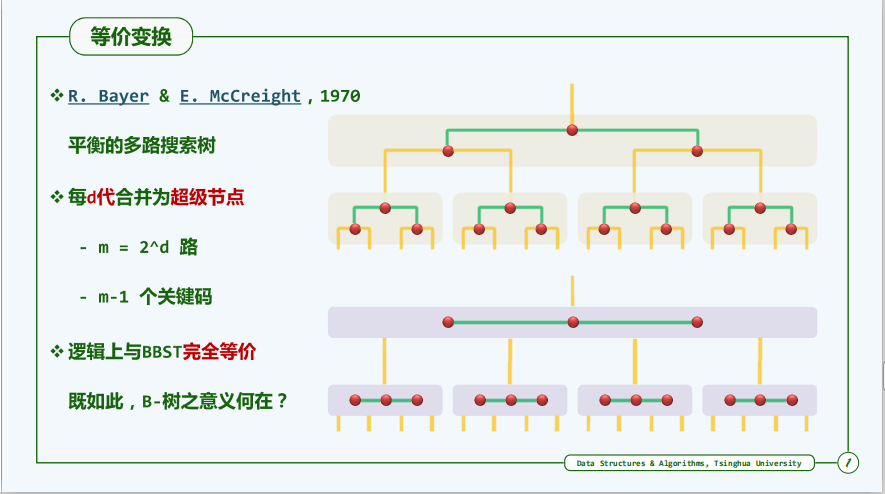 等价变换
❖ R. Bayer & E. McCreight，1970
平衡的多路搜索树
❖ 每d代合并为超级节点
- m = 2^d 路
- m-1 个关键码
❖ 逻辑上与BBST完全等价
既如此，B-树之意义何在？
Data Structures & Algorithms, Tsinghua University